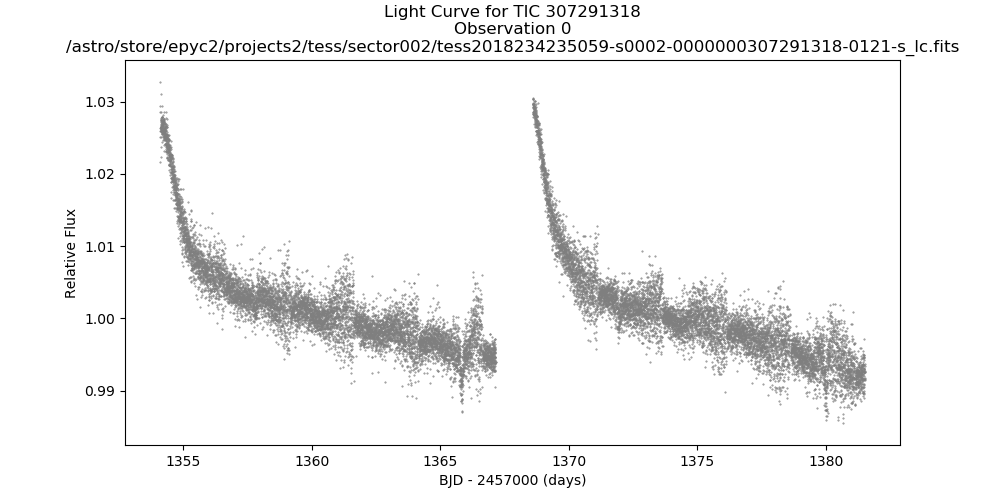 Light Curve for TIC 307291318
Observation 0
/astro/store/epyc2/projects2/tess/sector002/tess2018234235059-s0002-0000000307291318-0121-s_lc.fits
1.03
1.02
1.01
1.00
0.99
Relative Flux
1355 1360 1365 1370 1375 1380
BJD - 2457000 (days)